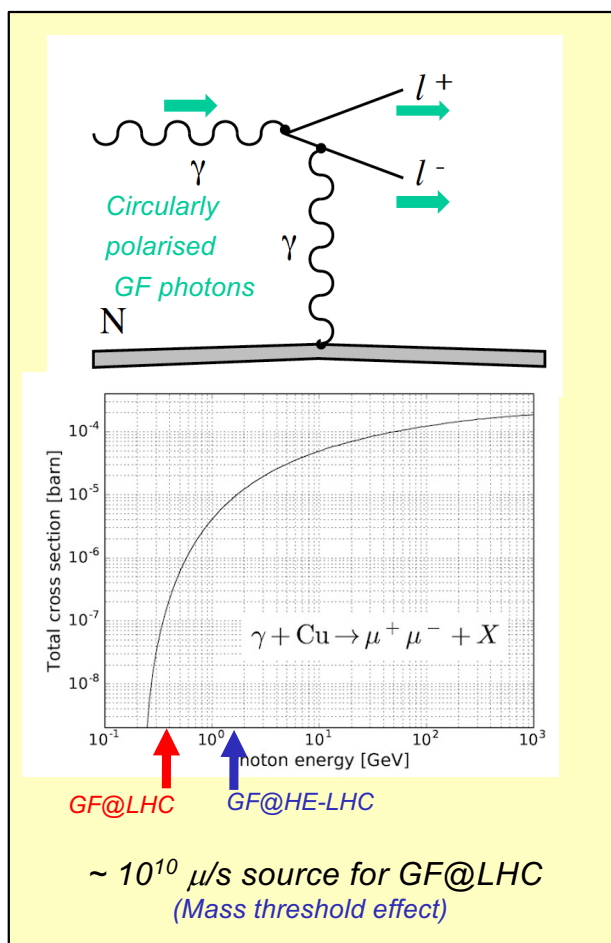 l +
γ
l -
Circularly
polarised
GF photons
γ
N
Total cross section [barn]
10⁻⁴
10⁻⁵
10⁻⁶
10⁻⁷
10⁻⁸
γ + Cu → μ⁺ μ⁻ + X
10⁻¹ 10⁰ 10¹ 10² 10³
hoton energy [GeV]
GF@LHC GF@HE-LHC
~ 10¹⁰ μ/s source for GF@LHC
(Mass threshold effect)